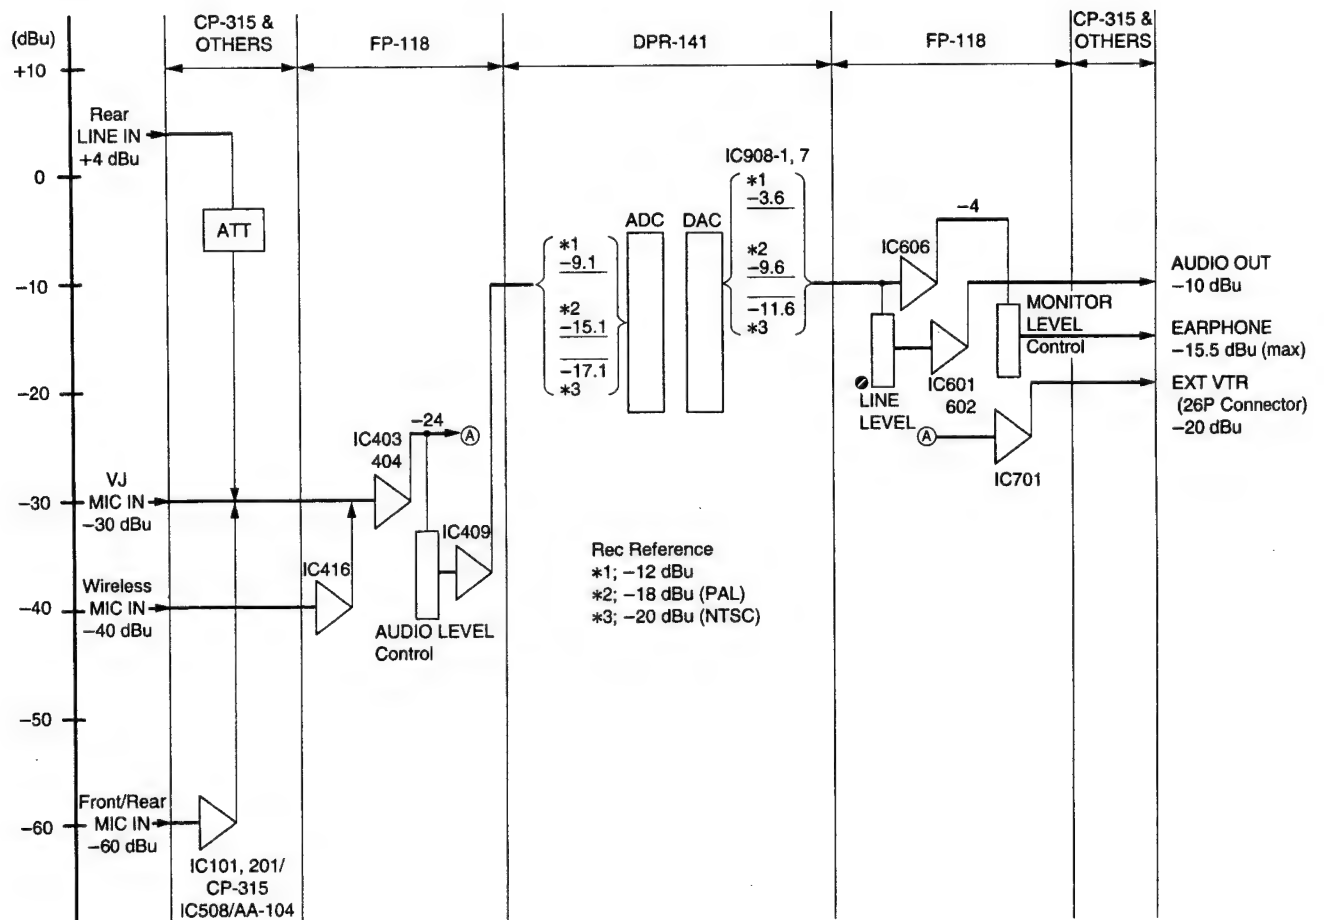 (dBu)
+10
0
−10
−20
−30
−40
−50
−60
CP-315 &
OTHERS
FP-118
DPR-141
FP-118
CP-315 &
OTHERS
Rear
LINE IN
+4 dBu
ATT
VJ
MIC IN
−30 dBu
Wireless
MIC IN
−40 dBu
Front/Rear
MIC IN
−60 dBu
IC101, 201/
CP-315
IC508/AA-104
IC416
IC403
404
−24
A
IC409
AUDIO LEVEL
Control
*1
−9.1
*2
−15.1
−17.1
*3
ADC
DAC
IC908-1, 7
*1
−3.6
*2
−9.6
−11.6
*3
Rec Reference
*1; −12 dBu
*2; −18 dBu (PAL)
*3; −20 dBu (NTSC)
IC606
−4
LINE
LEVEL
IC601
602
A
IC701
MONITOR
LEVEL
Control
AUDIO OUT
−10 dBu
EARPHONE
−15.5 dBu (max)
EXT VTR
(26P Connector)
−20 dBu